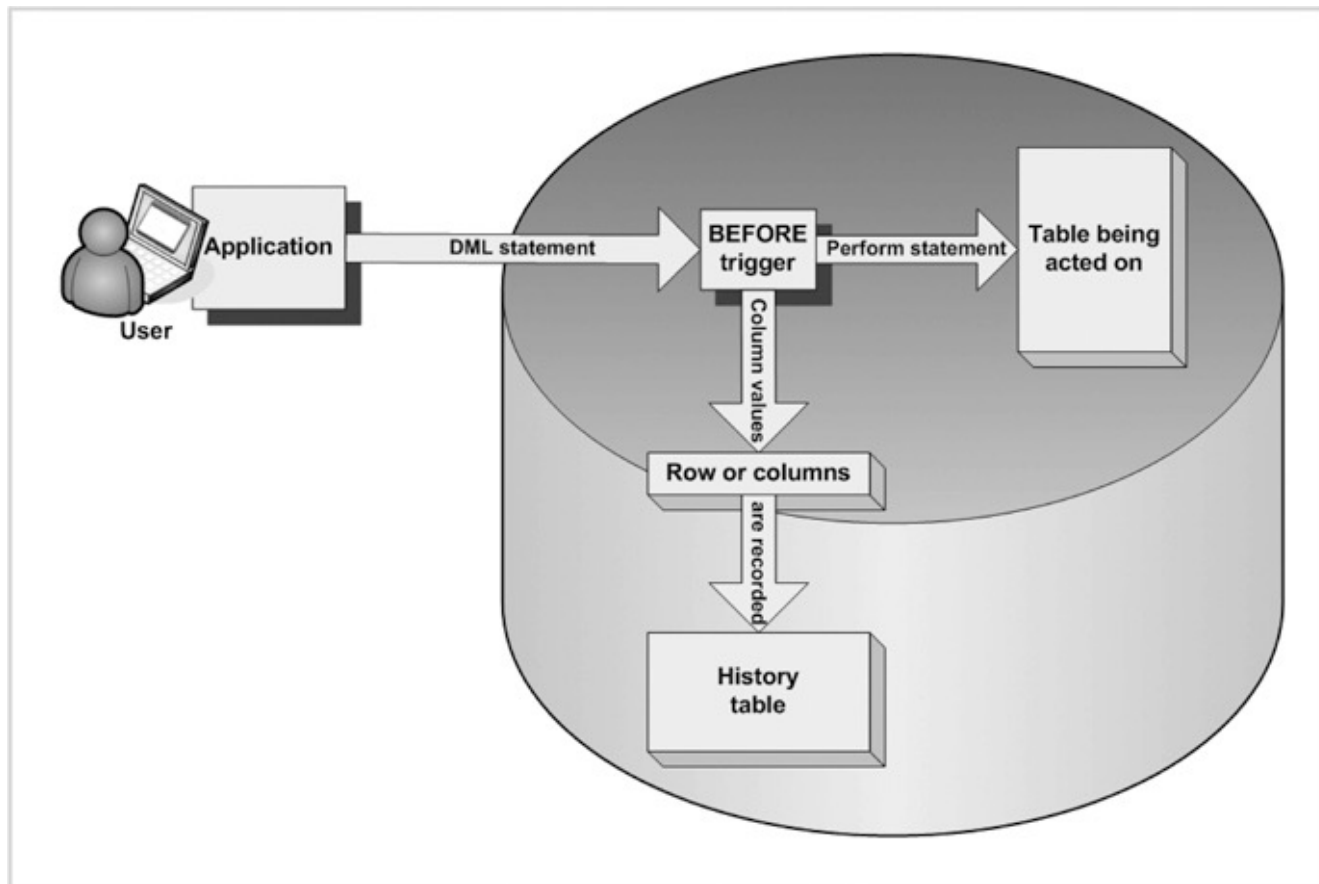 Application
User
DML statement
BEFORE
trigger
Perform statement
Table being
acted on
Column values
Row or columns
are recorded
History
table